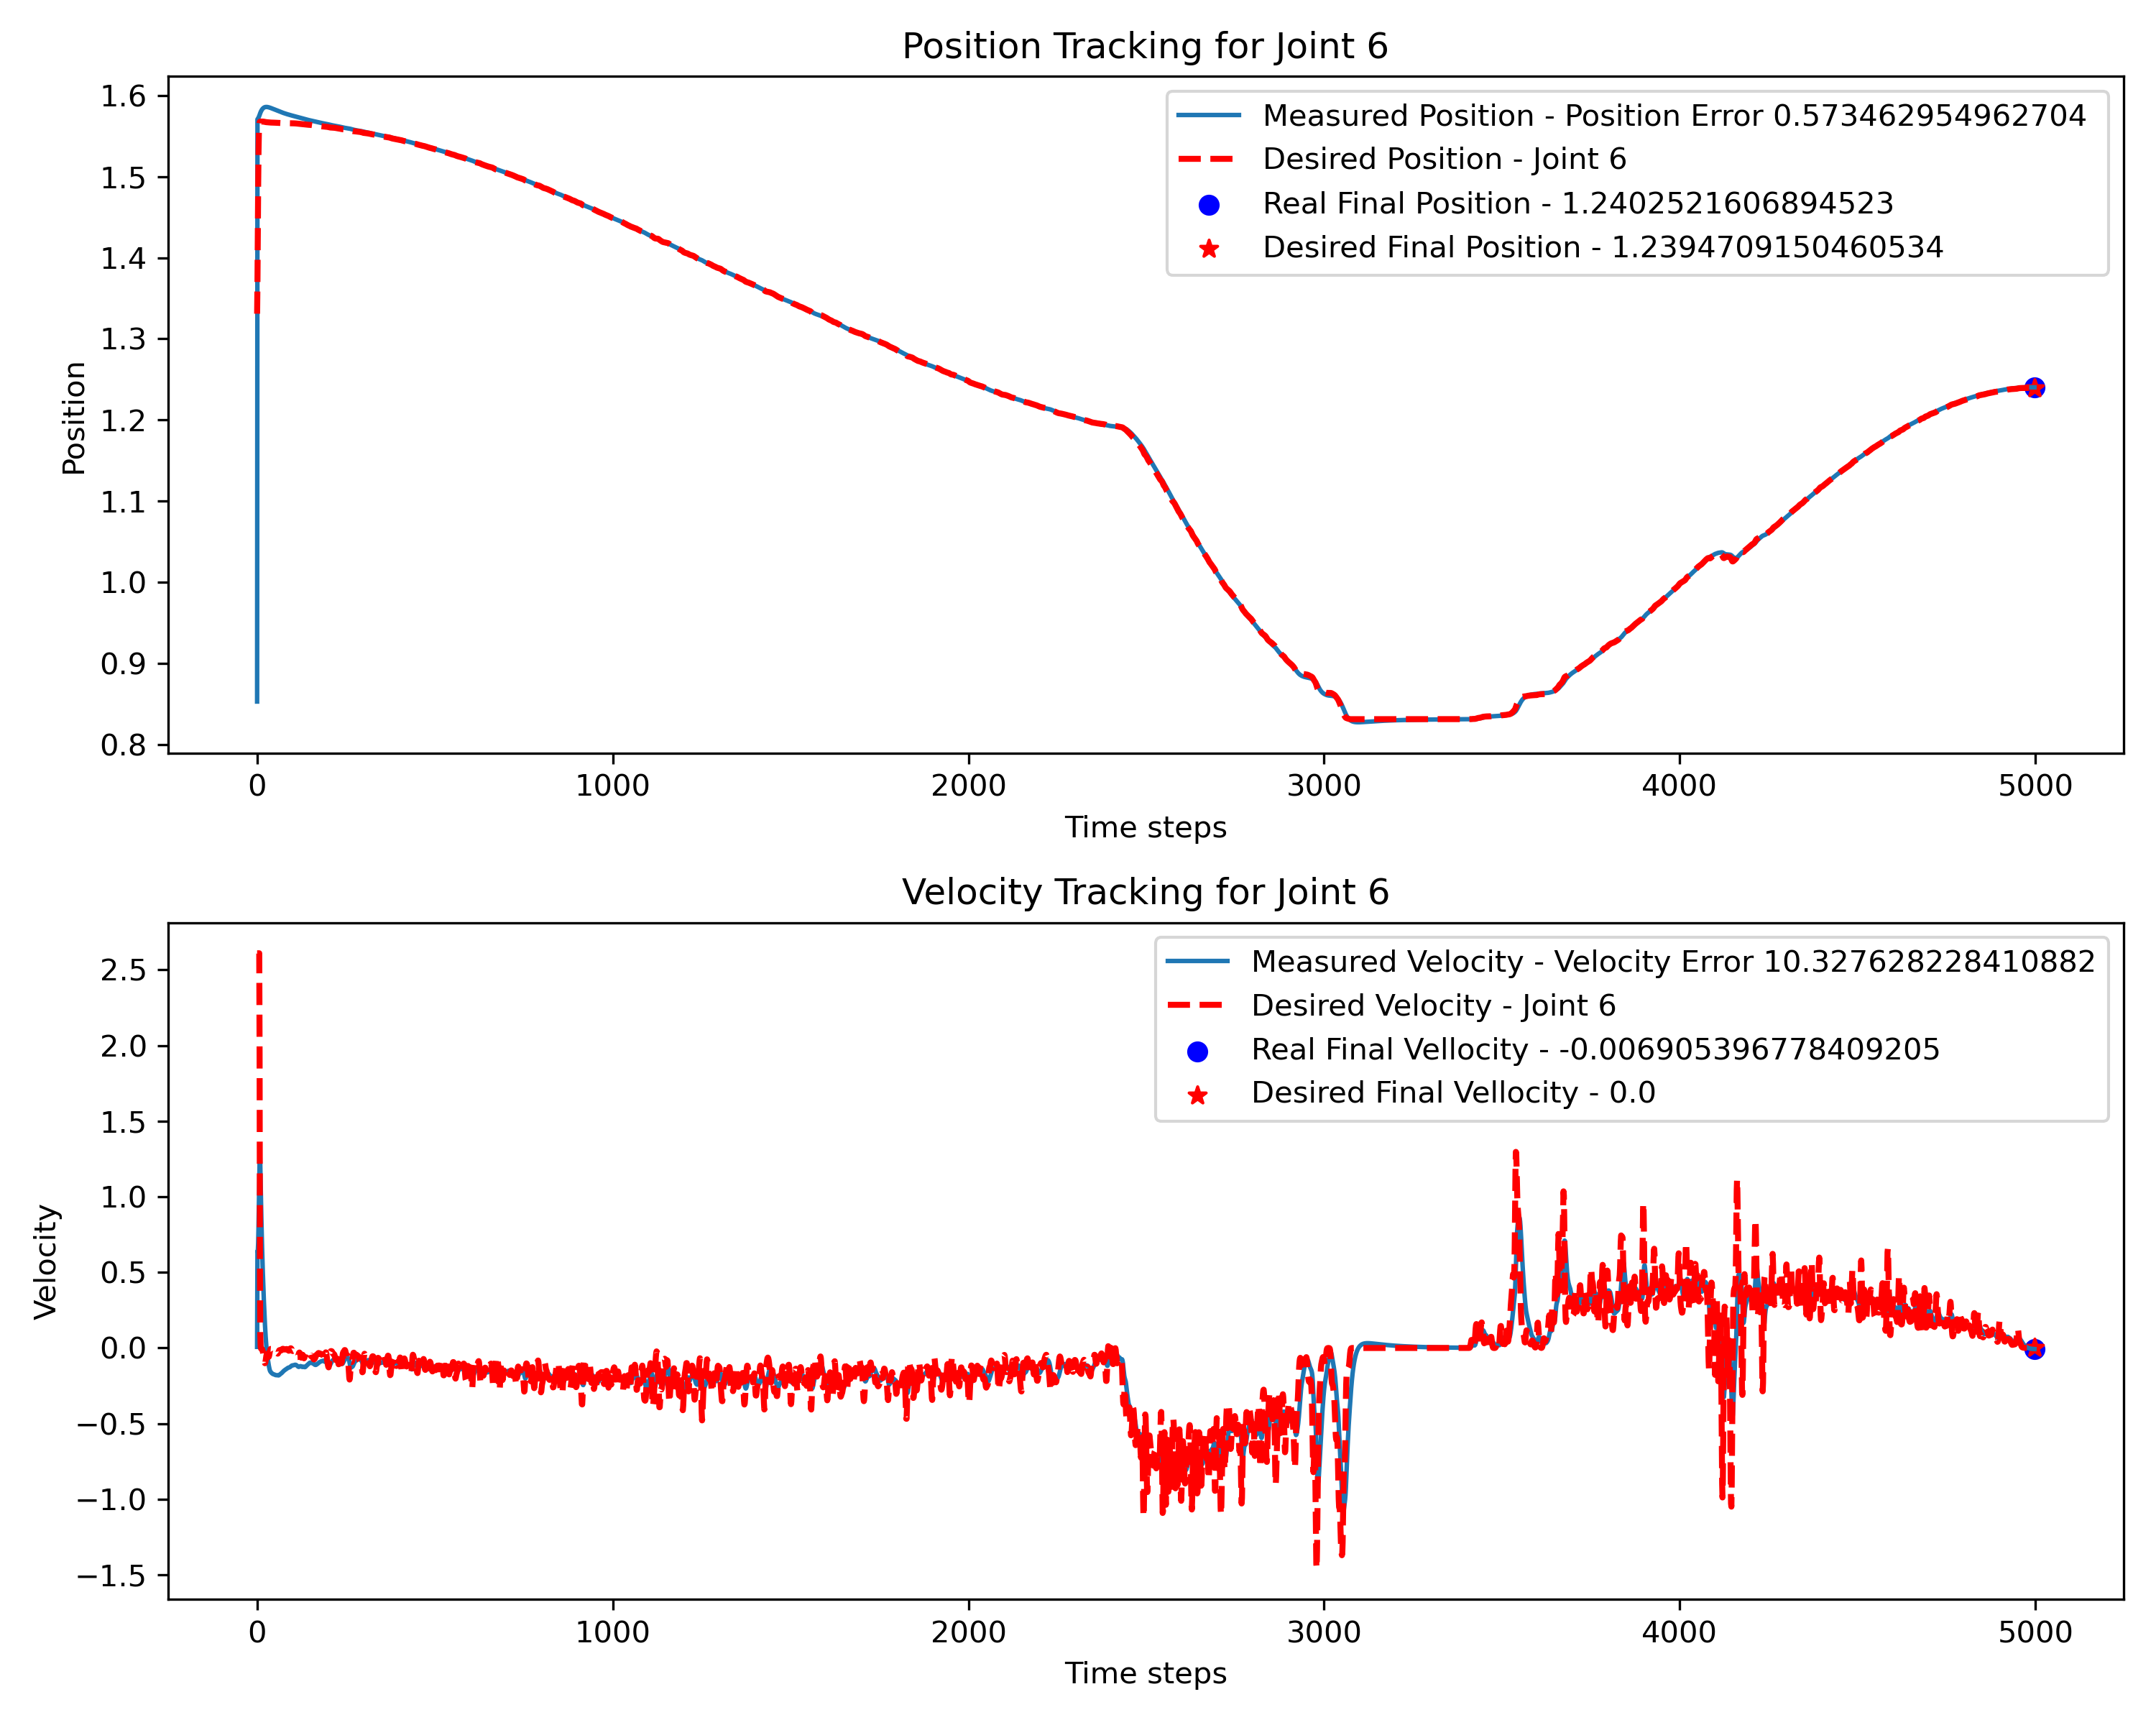 Position Tracking for Joint 6
1.6
1.5
1.4
1.3
1.2
1.1
1.0
0.9
0.8
Position
Measured Position - Position Error 0.573462954962704
Desired Position - Joint 6
Real Final Position - 1.2402521606894523
Desired Final Position - 1.2394709150460534
0 1000 2000 3000 4000 5000
Time steps
Velocity Tracking for Joint 6
2.5
2.0
1.5
1.0
0.5
0.0
−0.5
−1.0
−1.5
Velocity
Measured Velocity - Velocity Error 10.327628228410882
Desired Velocity - Joint 6
Real Final Vellocity - -0.006905396778409205
Desired Final Vellocity - 0.0
0 1000 2000 3000 4000 5000
Time steps